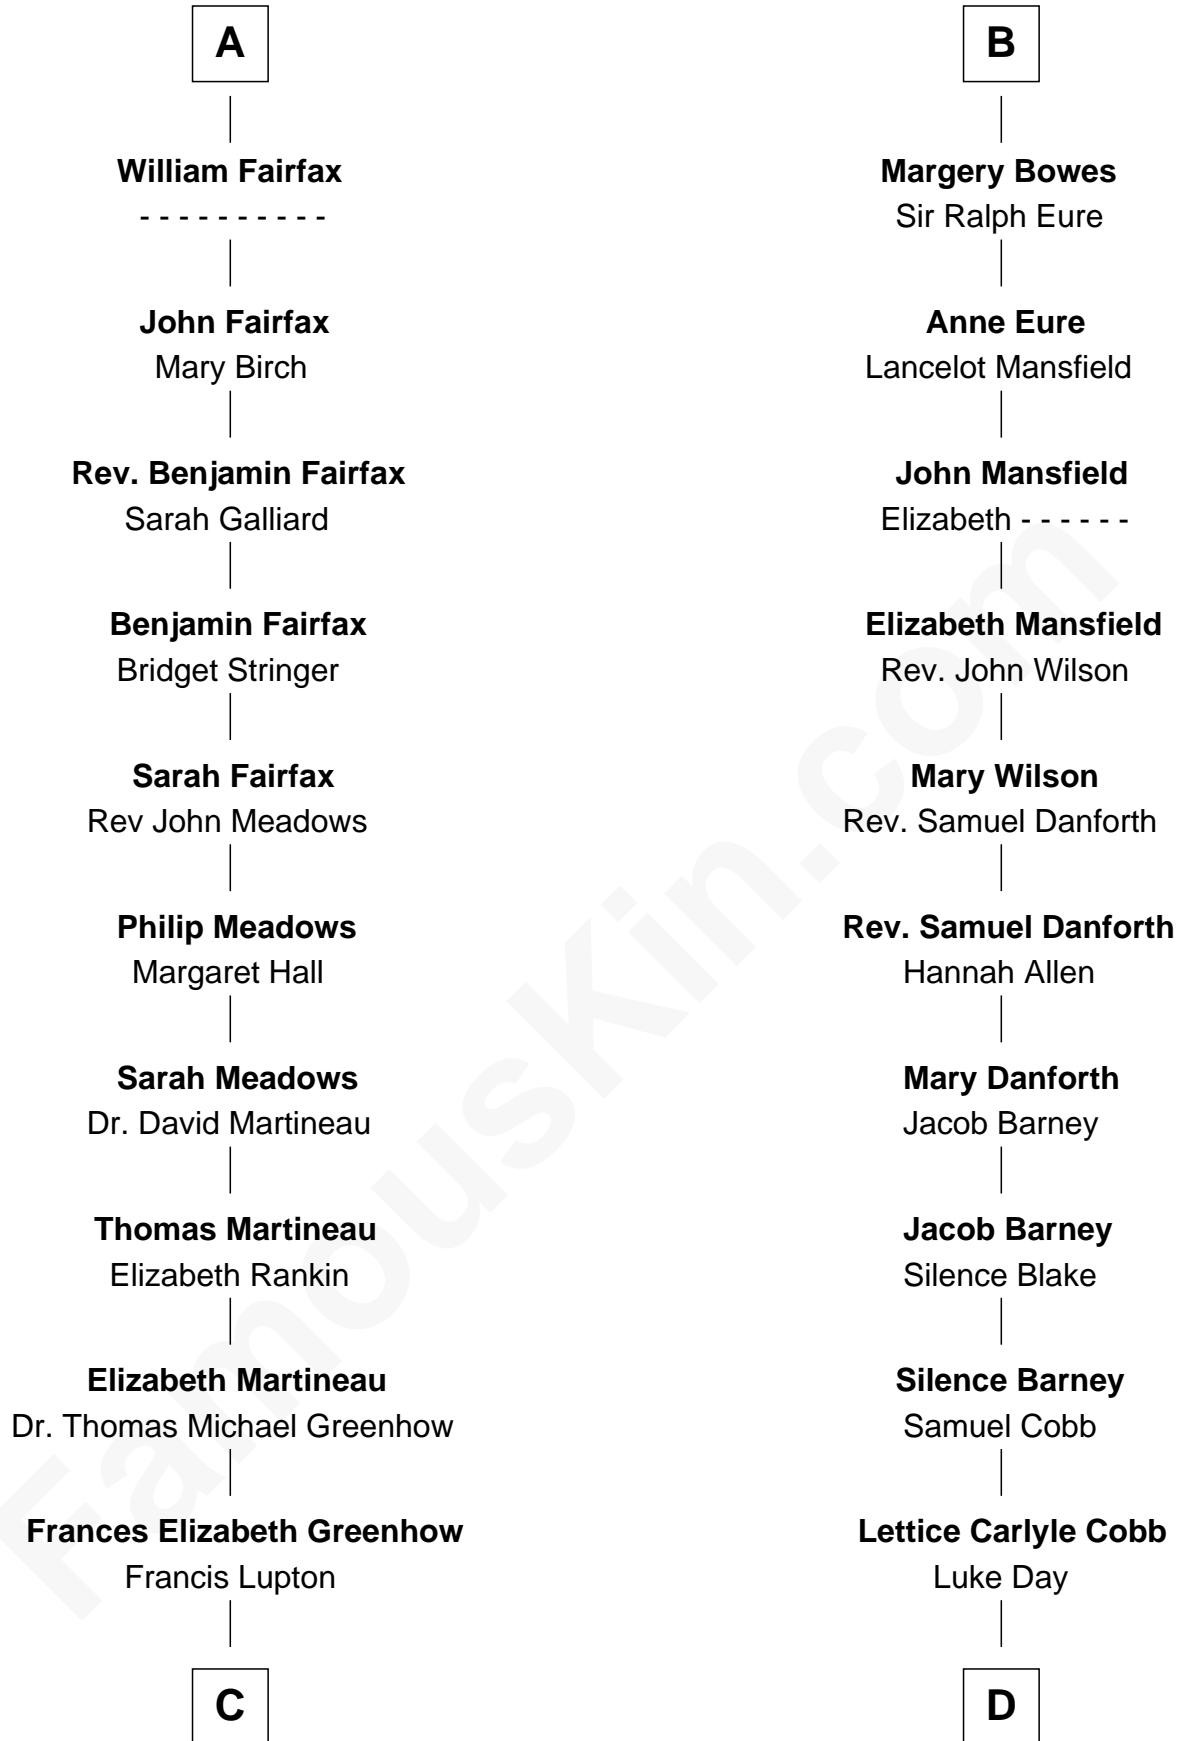 A
William Fairfax
- - - - - - - - - -
John Fairfax
Mary Birch
Rev. Benjamin Fairfax
Sarah Galliard
Benjamin Fairfax
Bridget Stringer
Sarah Fairfax
Rev John Meadows
Philip Meadows
Margaret Hall
Sarah Meadows
Dr. David Martineau
Thomas Martineau
Elizabeth Rankin
Elizabeth Martineau
Dr. Thomas Michael Greenhow
Frances Elizabeth Greenhow
Francis Lupton
C
B
Margery Bowes
Sir Ralph Eure
Anne Eure
Lancelot Mansfield
John Mansfield
Elizabeth - - - - - -
Elizabeth Mansfield
Rev. John Wilson
Mary Wilson
Rev. Samuel Danforth
Rev. Samuel Danforth
Hannah Allen
Mary Danforth
Jacob Barney
Jacob Barney
Silence Blake
Silence Barney
Samuel Cobb
Lettice Carlyle Cobb
Luke Day
D
FamousKin.com